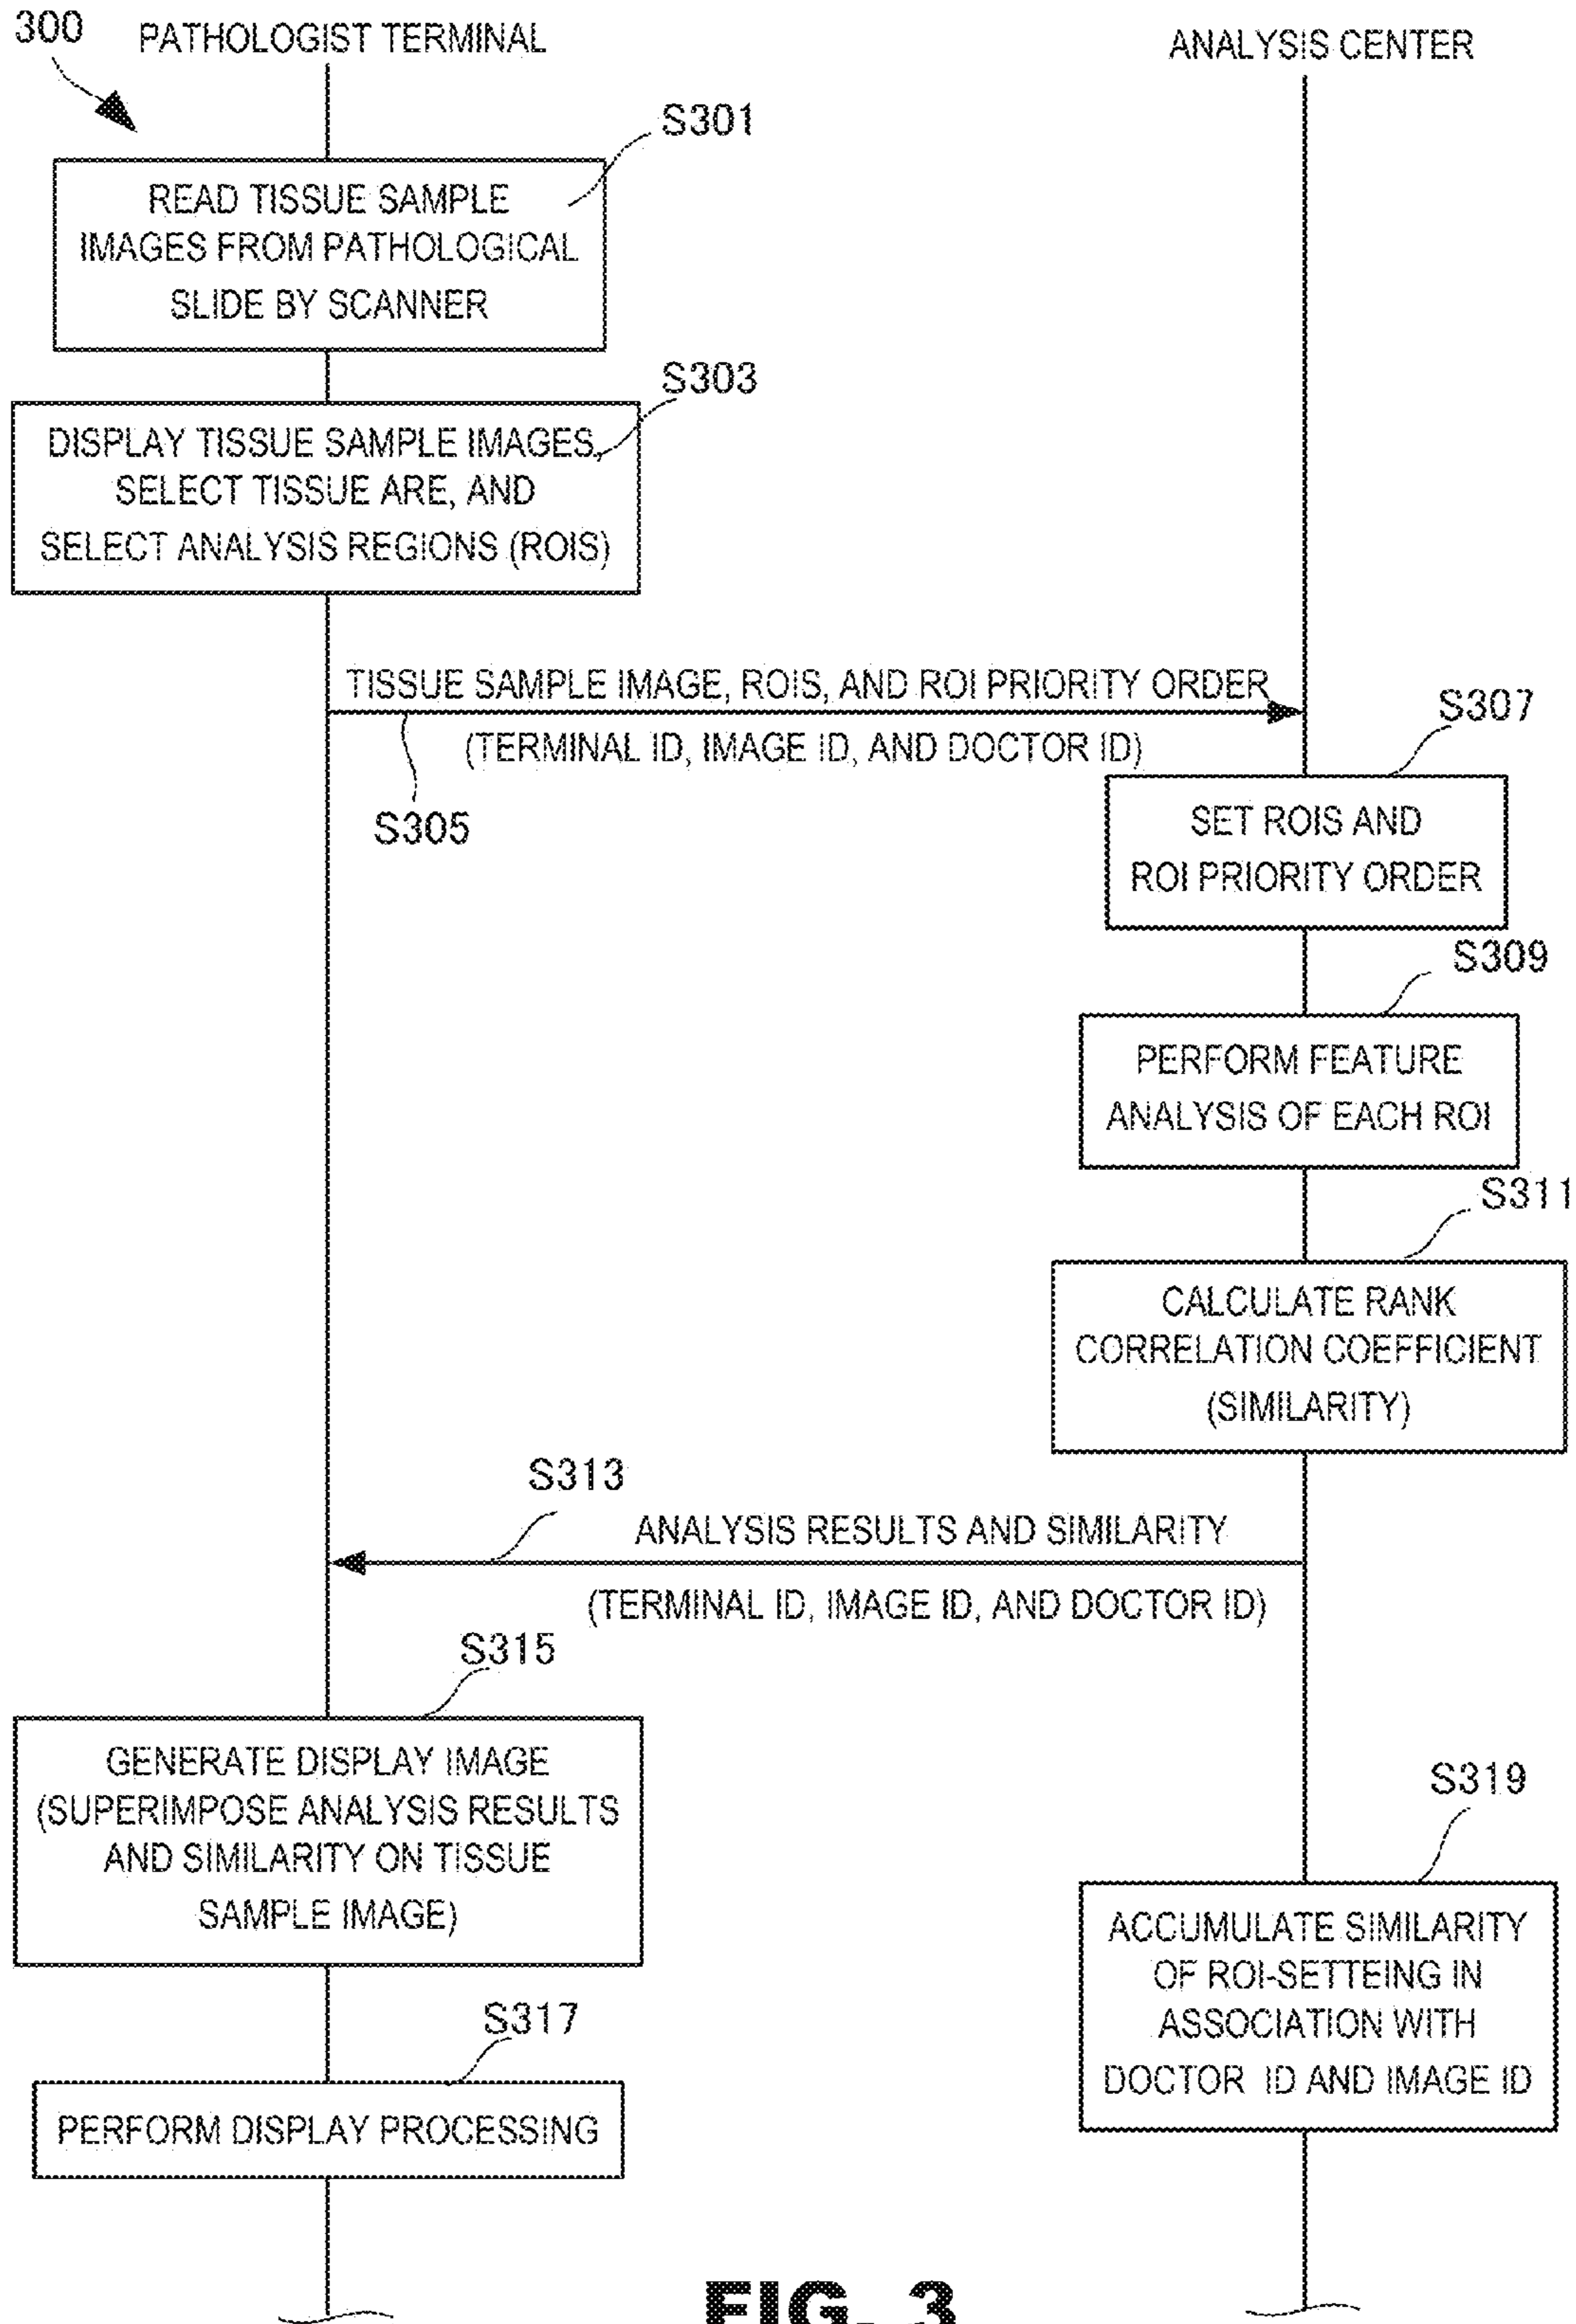 300
PATHOLOGIST TERMINAL
ANALYSIS CENTER
S301
READ TISSUE SAMPLE
IMAGES FROM PATHOLOGICAL
SLIDE BY SCANNER
S303
DISPLAY TISSUE SAMPLE IMAGES,
SELECT TISSUE ARE, AND
SELECT ANALYSIS REGIONS (ROIS)
TISSUE SAMPLE IMAGE, ROIS, AND ROI PRIORITY ORDER
(TERMINAL ID, IMAGE ID, AND DOCTOR ID)
S305
S307
SET ROIS AND
ROI PRIORITY ORDER
S309
PERFORM FEATURE
ANALYSIS OF EACH ROI
S311
CALCULATE RANK
CORRELATION COEFFICIENT
(SIMILARITY)
S313
ANALYSIS RESULTS AND SIMILARITY
(TERMINAL ID, IMAGE ID, AND DOCTOR ID)
S315
GENERATE DISPLAY IMAGE
(SUPERIMPOSE ANALYSIS RESULTS
AND SIMILARITY ON TISSUE
SAMPLE IMAGE)
S317
PERFORM DISPLAY PROCESSING
S319
ACCUMULATE SIMILARITY
OF ROI-SETTEING IN
ASSOCIATION WITH
DOCTOR ID AND IMAGE ID
FIG. 3